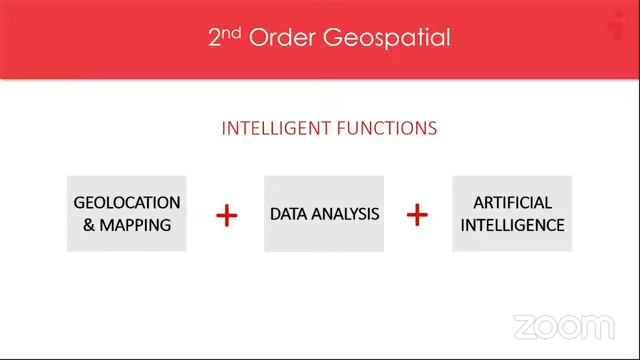 2nd Order Geospatial
INTELLIGENT FUNCTIONS
GEOLOCATION
& MAPPING
+
DATA ANALYSIS
+
ARTIFICIAL
INTELLIGENCE
zoom